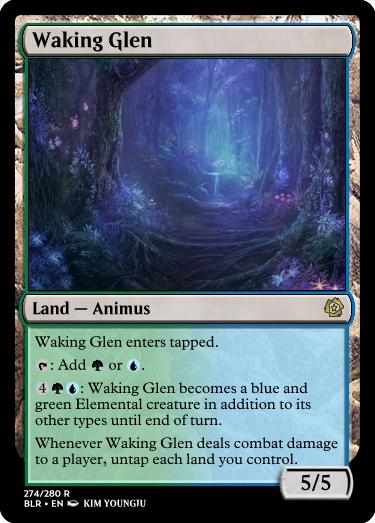 Waking Glen
Land — Animus
Waking Glen enters tapped.
: Add or .
4 : Waking Glen becomes a blue and
green Elemental creature in addition to its
other types until end of turn.
Whenever Waking Glen deals combat damage
to a player, untap each land you control.
5/5
274/280 R
BLR • EN KIM YOUNGJU